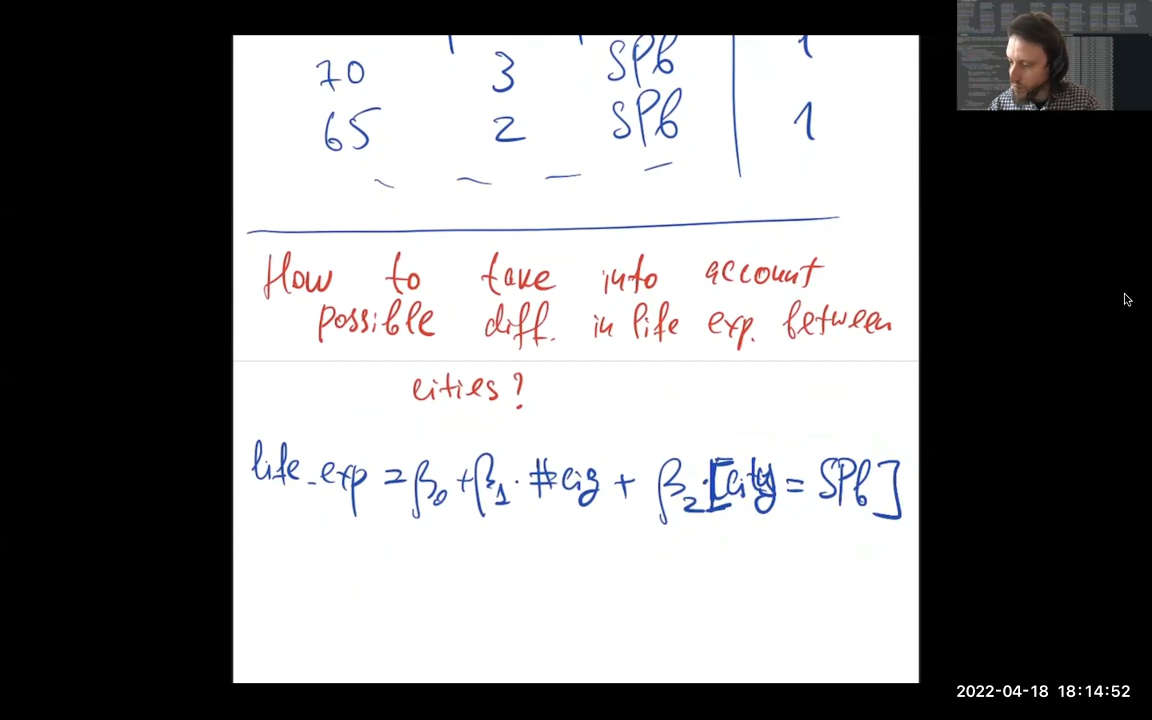 70 3 SPb 1
65 2 SPb 1
How to take into account
possible diff. in life exp. between
cities?
life_exp = β₀ + β₁ · #cig + β₂ · [city = SPb]
2022-04-18 18:14:52